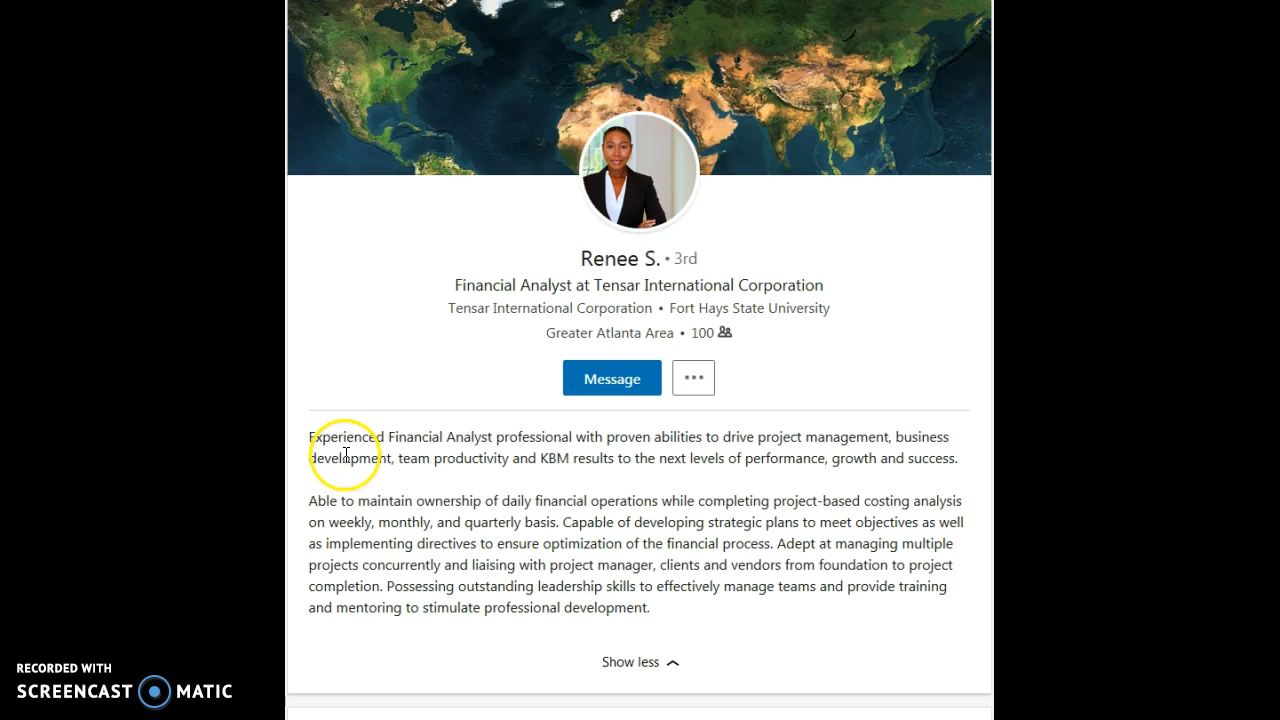 Renee S. • 3rd
Financial Analyst at Tensar International Corporation
Tensar International Corporation • Fort Hays State University
Greater Atlanta Area • 100
Message
Experienced Financial Analyst professional with proven abilities to drive project management, business
development, team productivity and KBM results to the next levels of performance, growth and success.
Able to maintain ownership of daily financial operations while completing project-based costing analysis
on weekly, monthly, and quarterly basis. Capable of developing strategic plans to meet objectives as well
as implementing directives to ensure optimization of the financial process. Adept at managing multiple
projects concurrently and liaising with project manager, clients and vendors from foundation to project
completion. Possessing outstanding leadership skills to effectively manage teams and provide training
and mentoring to stimulate professional development.
Show less
RECORDED WITH
SCREENCAST MATIC